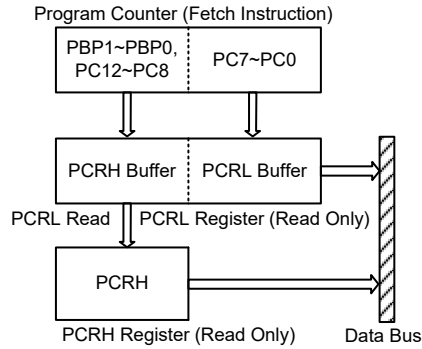 Program Counter (Fetch Instruction)
PBP1~PBP0,
PC12~PC8
PC7~PC0
PCRH Buffer
PCRL Buffer
PCRL Read
PCRL Register (Read Only)
PCRH
PCRH Register (Read Only)
Data Bus